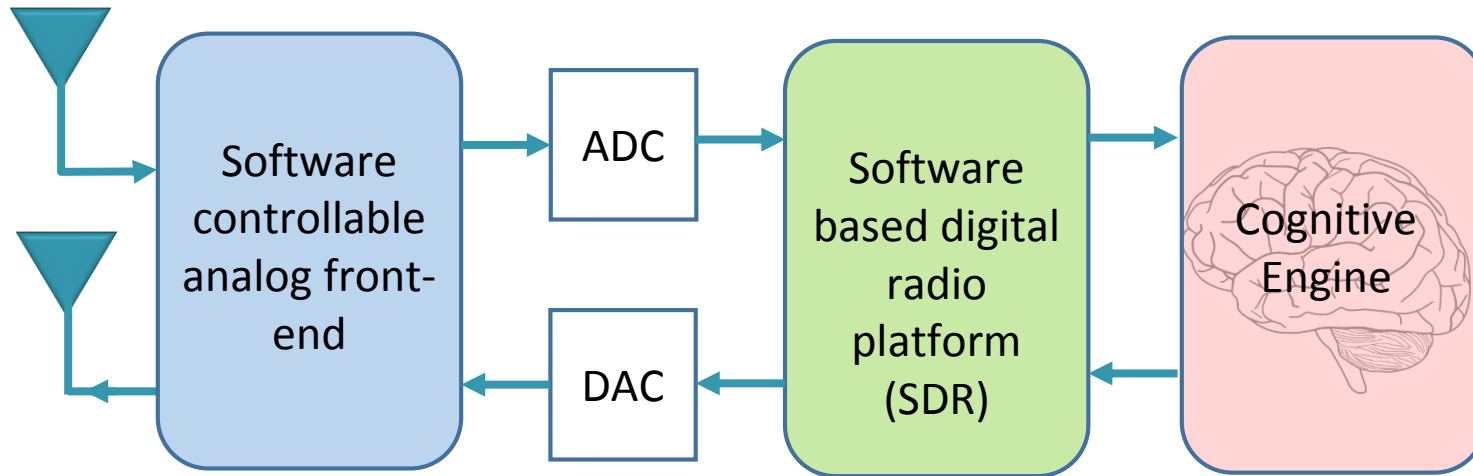 Software
controllable
analog front-
end
ADC
DAC
Software
based digital
radio
platform
(SDR)
Cognitive
Engine